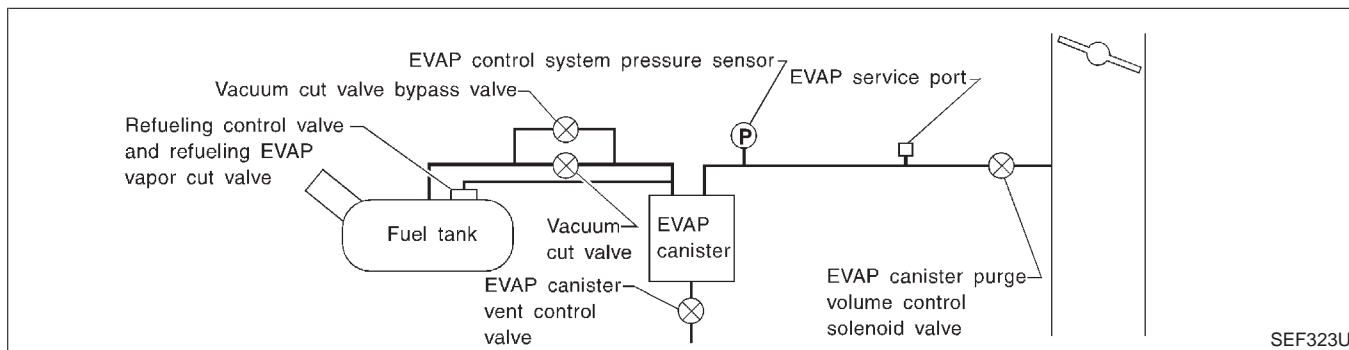 EVAP control system pressure sensor
EVAP service port
Vacuum cut valve bypass valve
Refueling control valve
and refueling EVAP
vapor cut valve
P
Fuel tank
Vacuum
cut valve
EVAP
canister
EVAP canister
vent control
valve
EVAP canister purge
volume control
solenoid valve
SEF323U